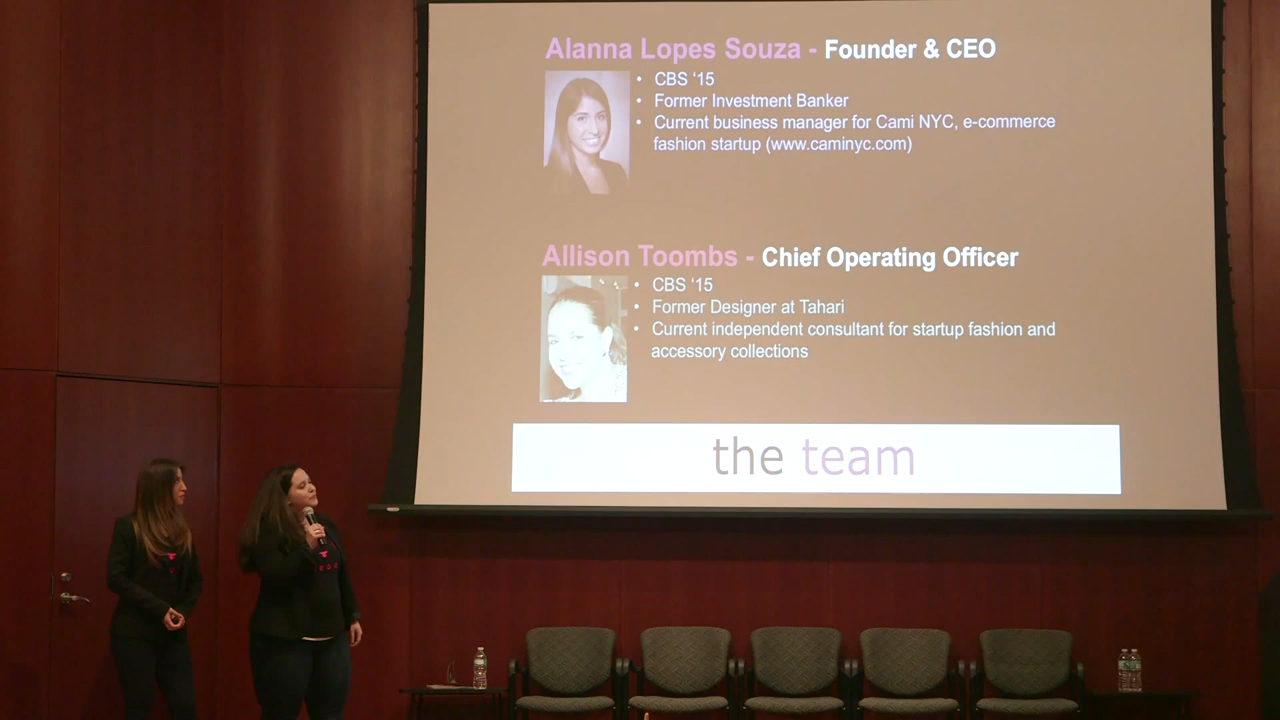 Alanna Lopes Souza - Founder & CEO
• CBS ‘15
• Former Investment Banker
• Current business manager for Cami NYC, e-commerce
fashion startup (www.caminyc.com)
Allison Toombs - Chief Operating Officer
• CBS ‘15
• Former Designer at Tahari
• Current independent consultant for startup fashion and
accessory collections
the team